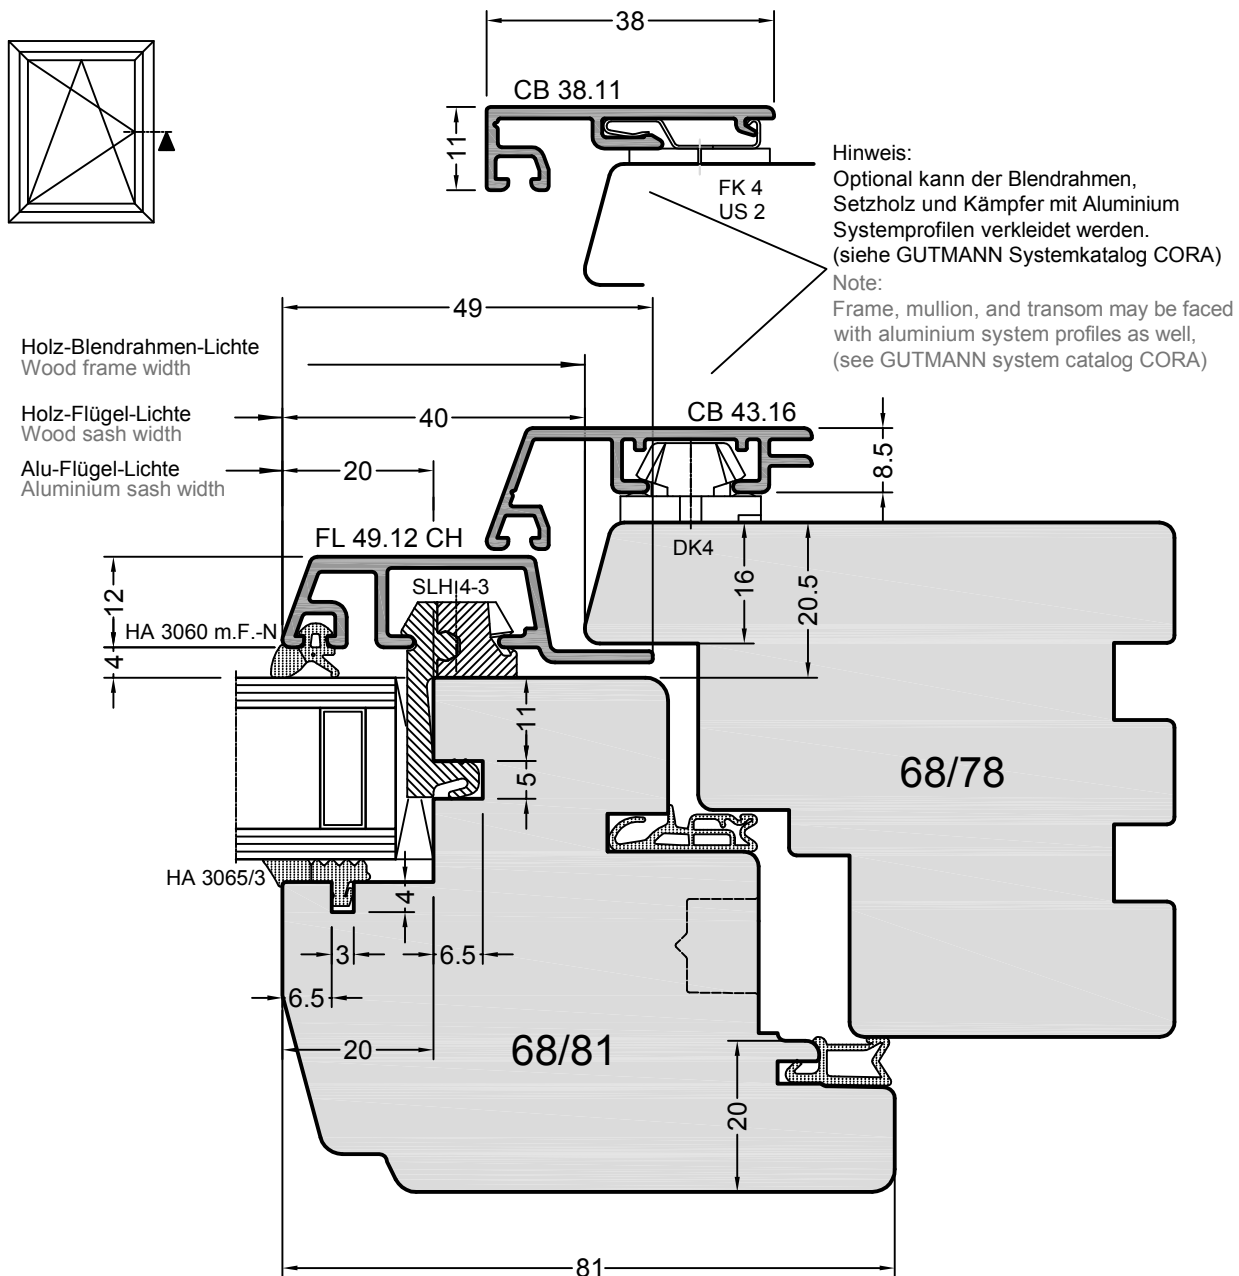 38
CB 38.11
11
FK 4
US 2
Hinweis:
Optional kann der Blendrahmen,
Setzholz und Kämpfer mit Aluminium
Systemprofilen verkleidet werden.
(siehe GUTMANN Systemkatalog CORA)
Note:
Frame, mullion, and transom may be faced
with aluminium system profiles as well,
(see GUTMANN system catalog CORA)
49
Holz-Blendrahmen-Lichte
Wood frame width
Holz-Flügel-Lichte
Wood sash width
40
CB 43.16
Alu-Flügel-Lichte
Aluminium sash width
20
8.5
FL 49.12 CH
DK4
12
SLH 4-3
16
20.5
HA 3060 m.F.-N
4
11
5
68/78
HA 3065/3
4
3
6.5
6.5
20
68/81
20
81